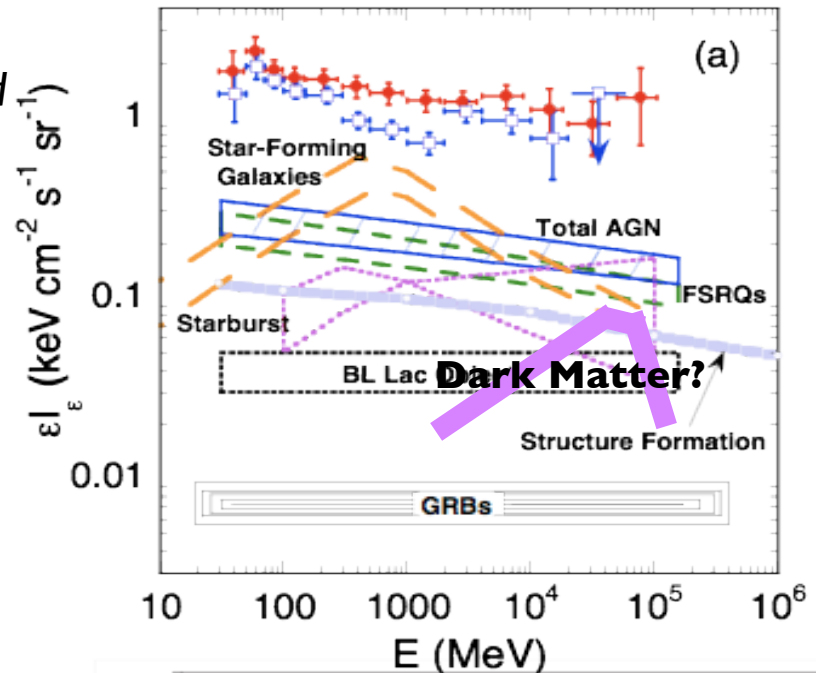 (a)
Star-Forming
Galaxies
Total AGN
FSRQs
Starburst
BL Lac
Dark Matter?
Structure Formation
GRBs
1
0.1
0.01
10 100 1000 10⁴ 10⁵ 10⁶
E (MeV)
εI_ε (keV cm⁻² s⁻¹ sr⁻¹)